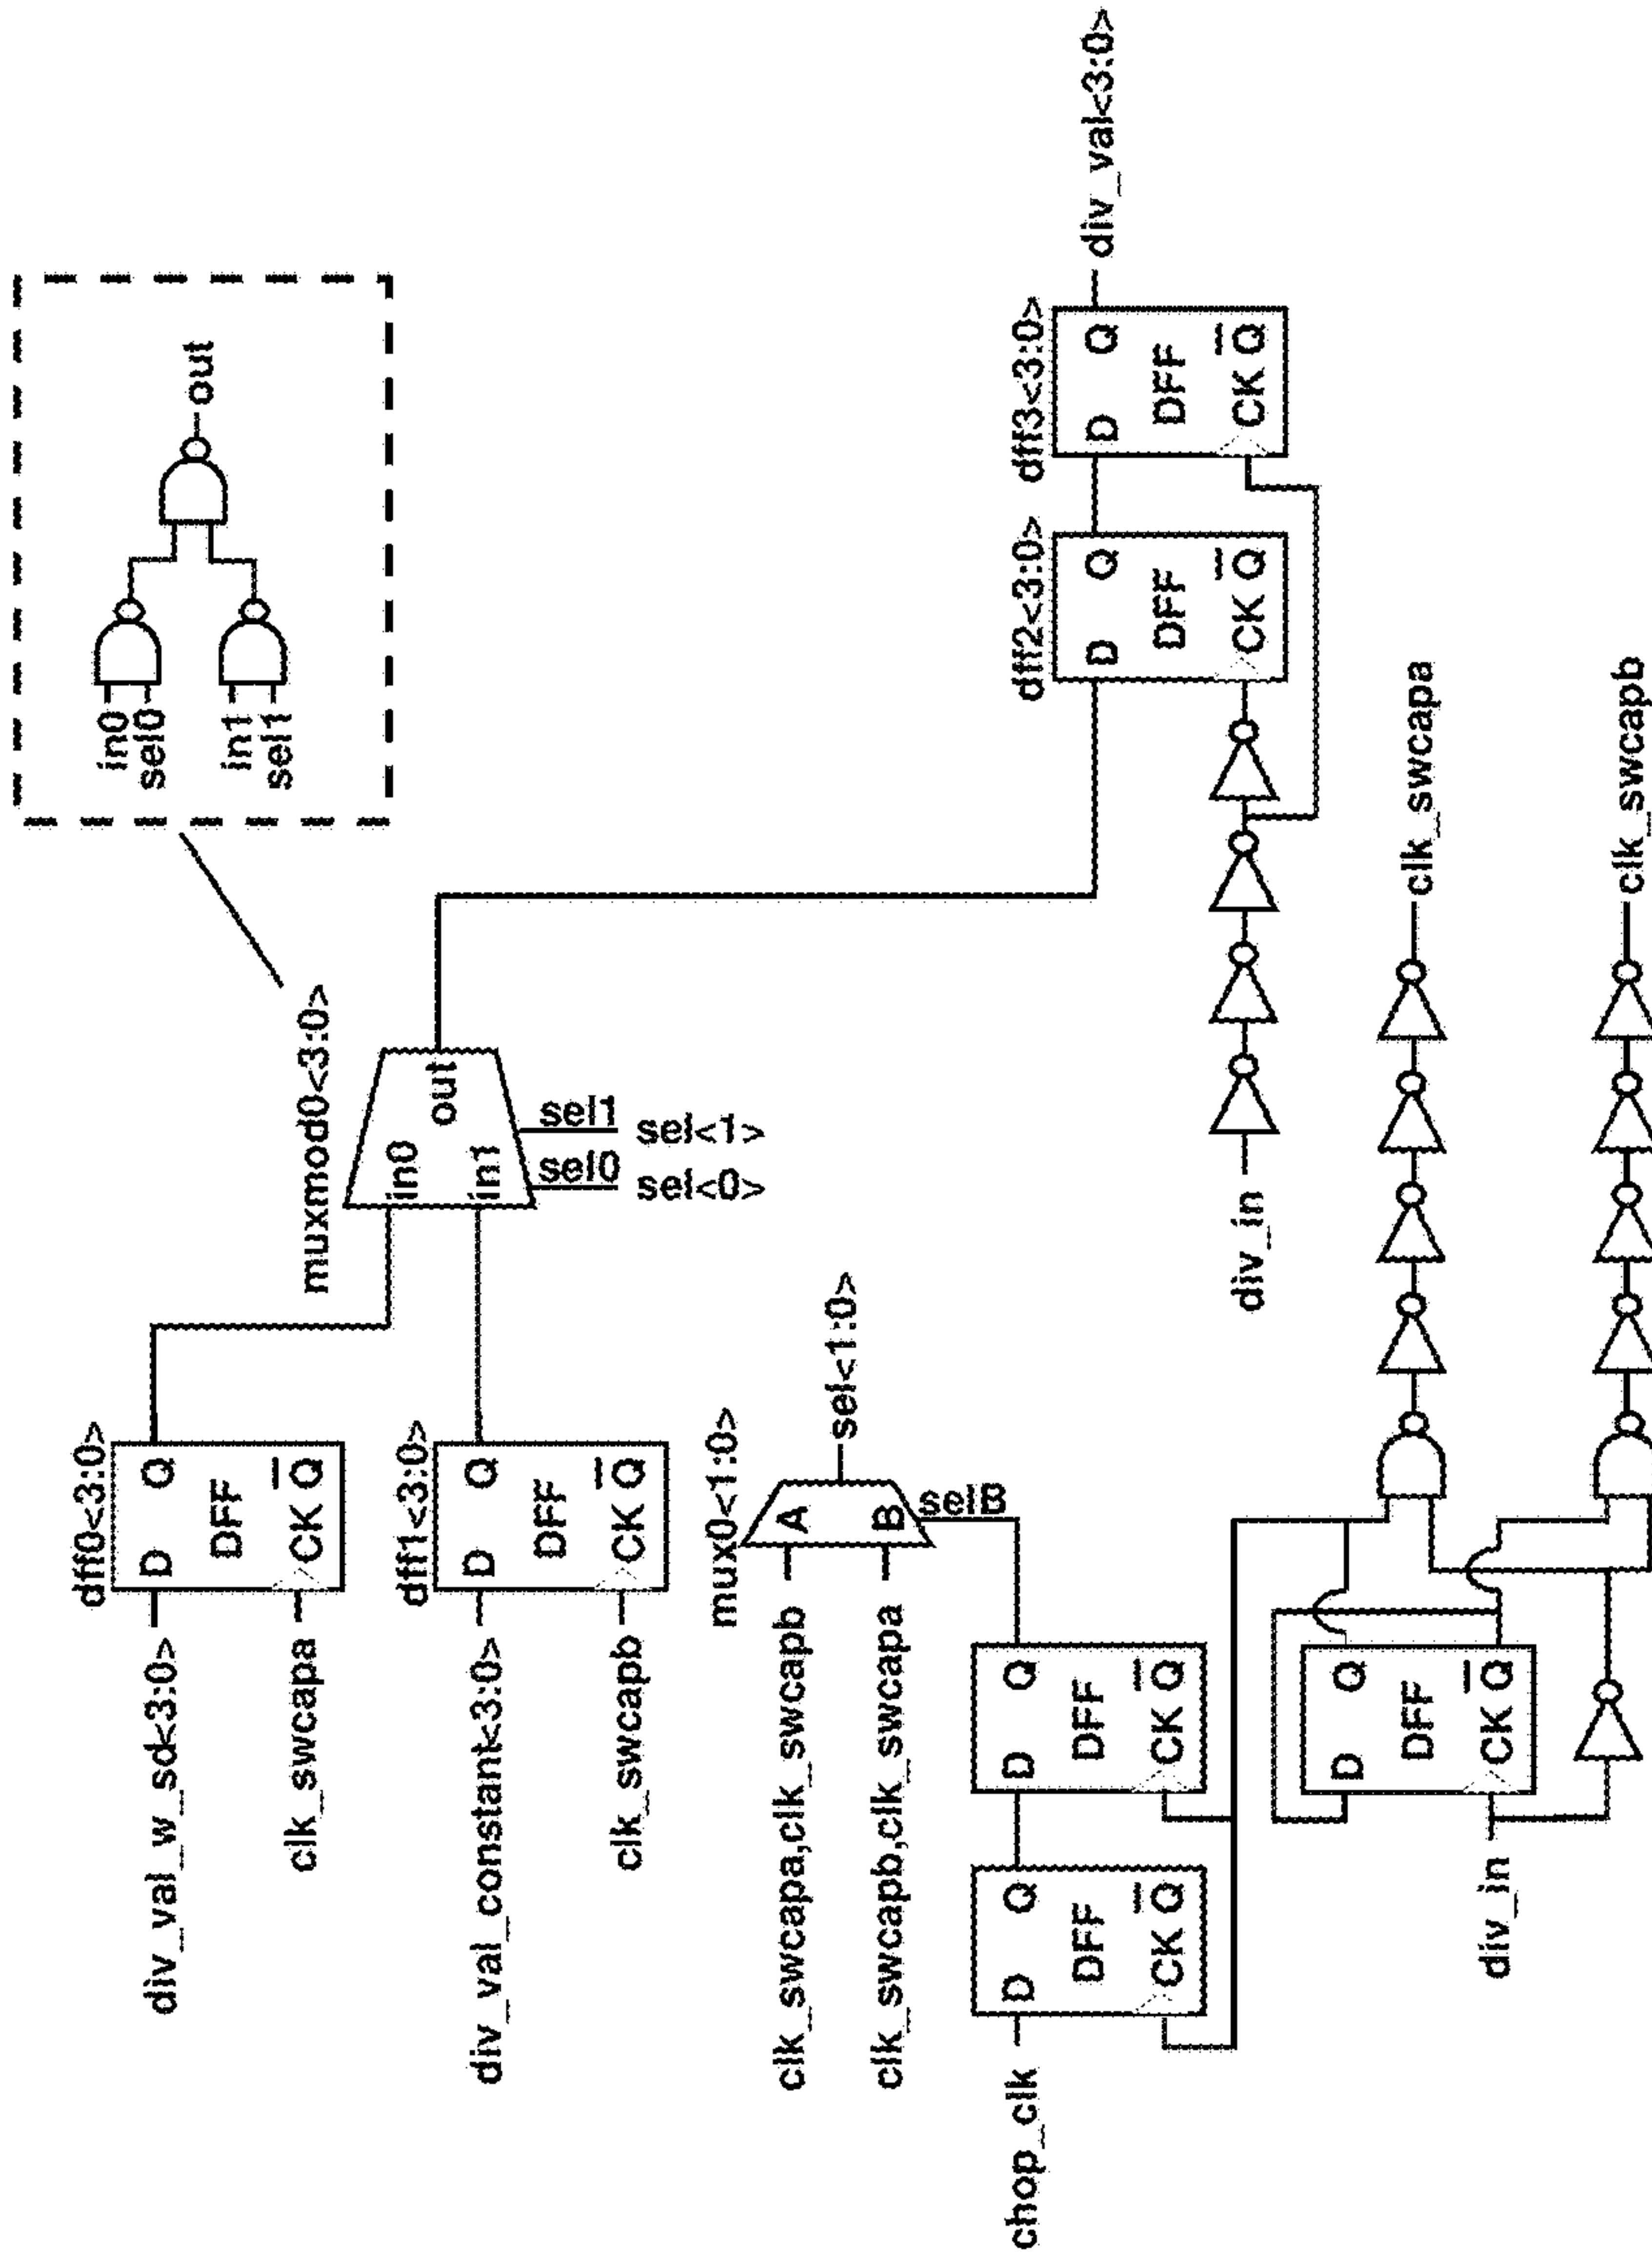 in0
sel0
in1
sel1
out
muxmod0<3:0>
dff0<3:0>
div_val_w_sd<3:0>
D Q
DFF
CK Q
clk_swcapa
in0
out
in1
sel0
sel1
sel<0>
sel<1>
dff1<3:0>
div_val_constant<3:0>
D Q
DFF
CK Q
clk_swcapb
mux0<1:0>
clk_swcapa,clk_swcapb
A
sel<1:0>
clk_swcapb,clk_swcapa
B
selB
chop_clk
D Q
DFF
CK Q
D Q
DFF
CK Q
dff2<3:0>
D Q
DFF
CK Q
dff3<3:0>
D Q
DFF
CK Q
div_val<3:0>
div_in
div_in
D Q
DFF
CK Q
clk_swcapa
clk_swcapb